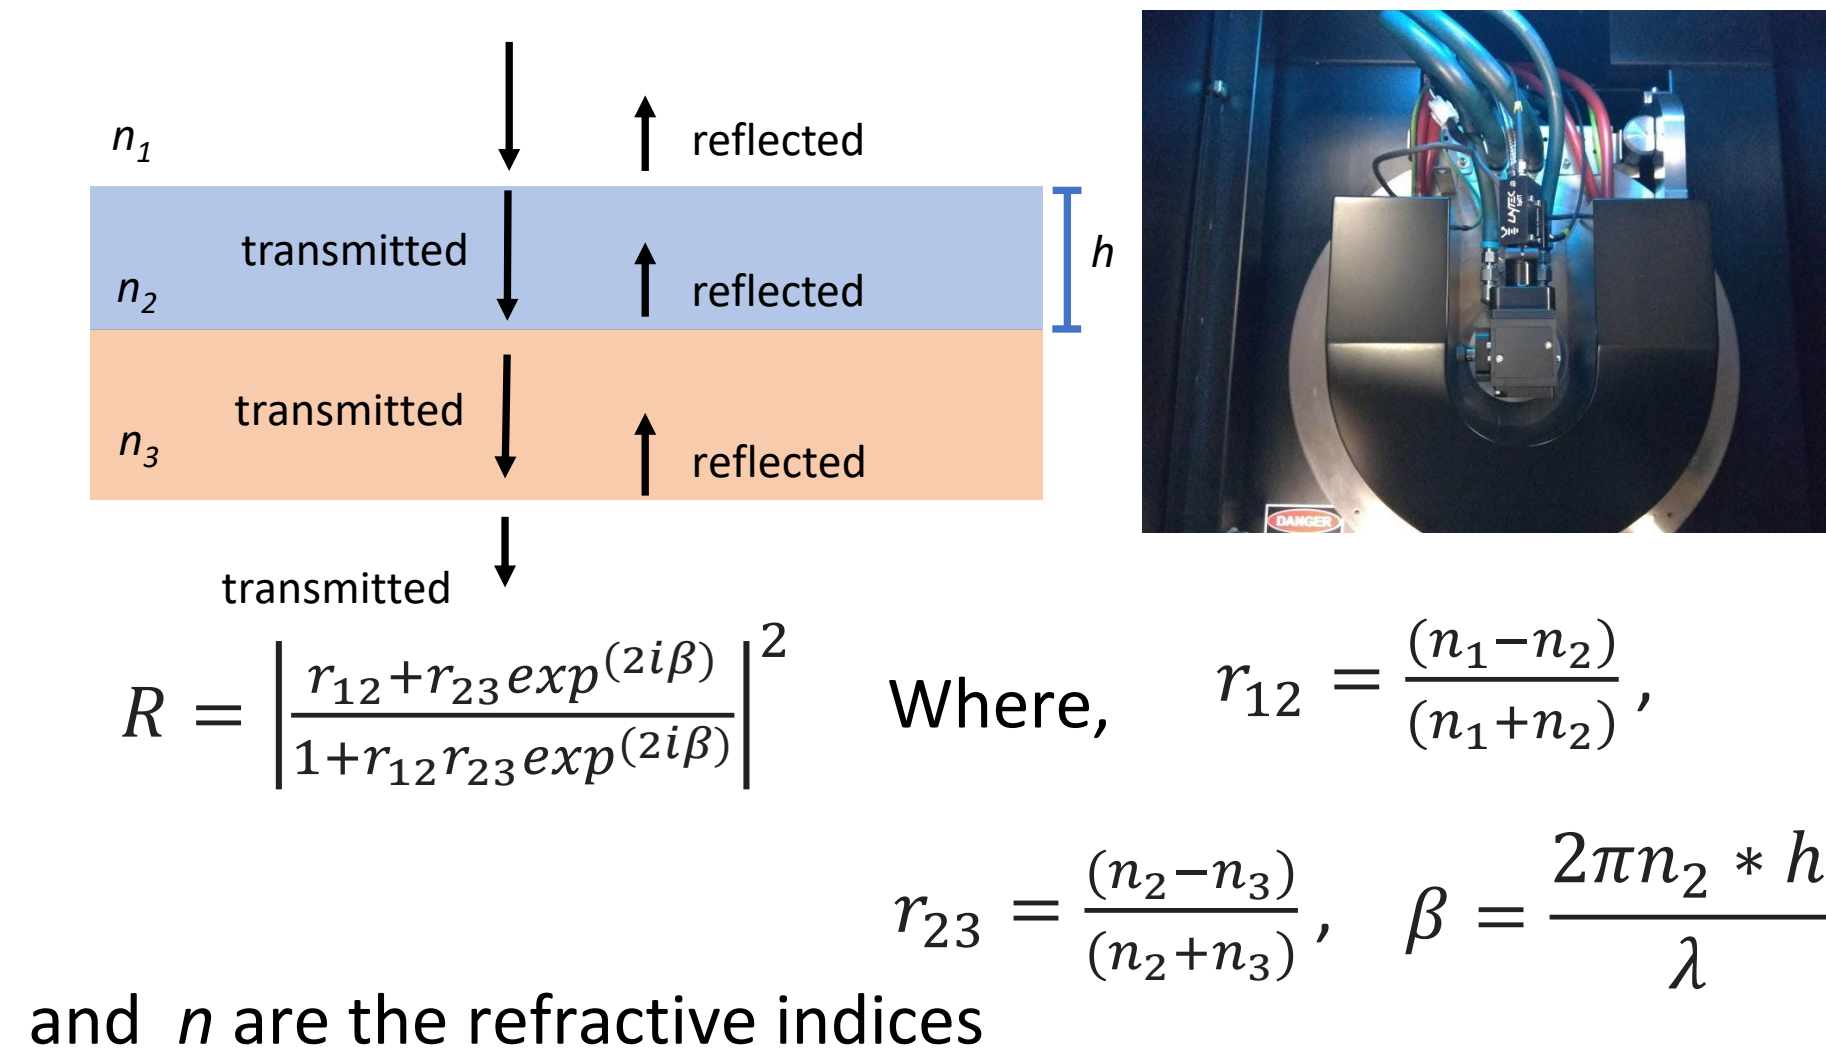 n₁
reflected
transmitted
n₂
reflected
h
transmitted
n₃
reflected
transmitted
LAYTEC
DANGER
R = |(r₁₂+r₂₃exp^(2iβ))/(1+r₁₂r₂₃exp^(2iβ))|²
Where, r₁₂ = (n₁−n₂)/(n₁+n₂) ,
r₂₃ = (n₂−n₃)/(n₂+n₃) , β = 2πn₂ * h/λ
and n are the refractive indices